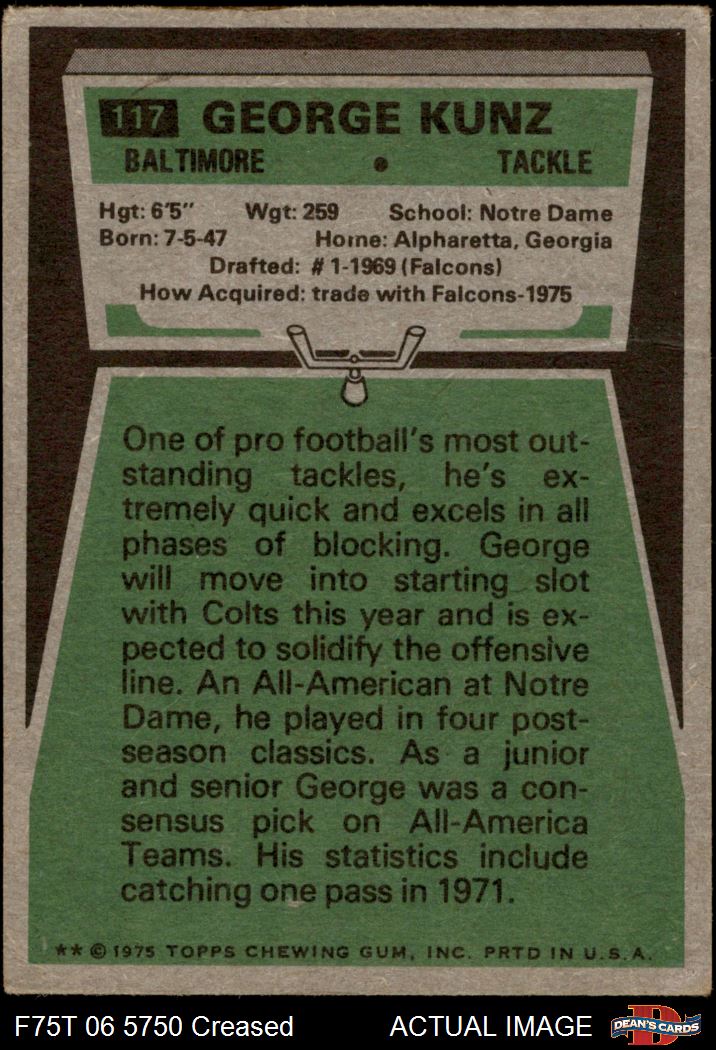 117 GEORGE KUNZ
BALTIMORE • TACKLE
Hgt: 6'5" Wgt: 259 School: Notre Dame
Born: 7-5-47 Home: Alpharetta, Georgia
Drafted: # 1-1969 (Falcons)
How Acquired: trade with Falcons-1975
One of pro football's most out-
standing tackles, he's ex-
tremely quick and excels in all
phases of blocking. George
will move into starting slot
with Colts this year and is ex-
pected to solidify the offensive
line. An All-American at Notre
Dame, he played in four post-
season classics. As a junior
and senior George was a con-
sensus pick on All-America
Teams. His statistics include
catching one pass in 1971.
** © 1975 TOPPS CHEWING GUM, INC. PRTD IN U.S.A.
F75T 06 5750 Creased ACTUAL IMAGE D DEAN'S CARDS